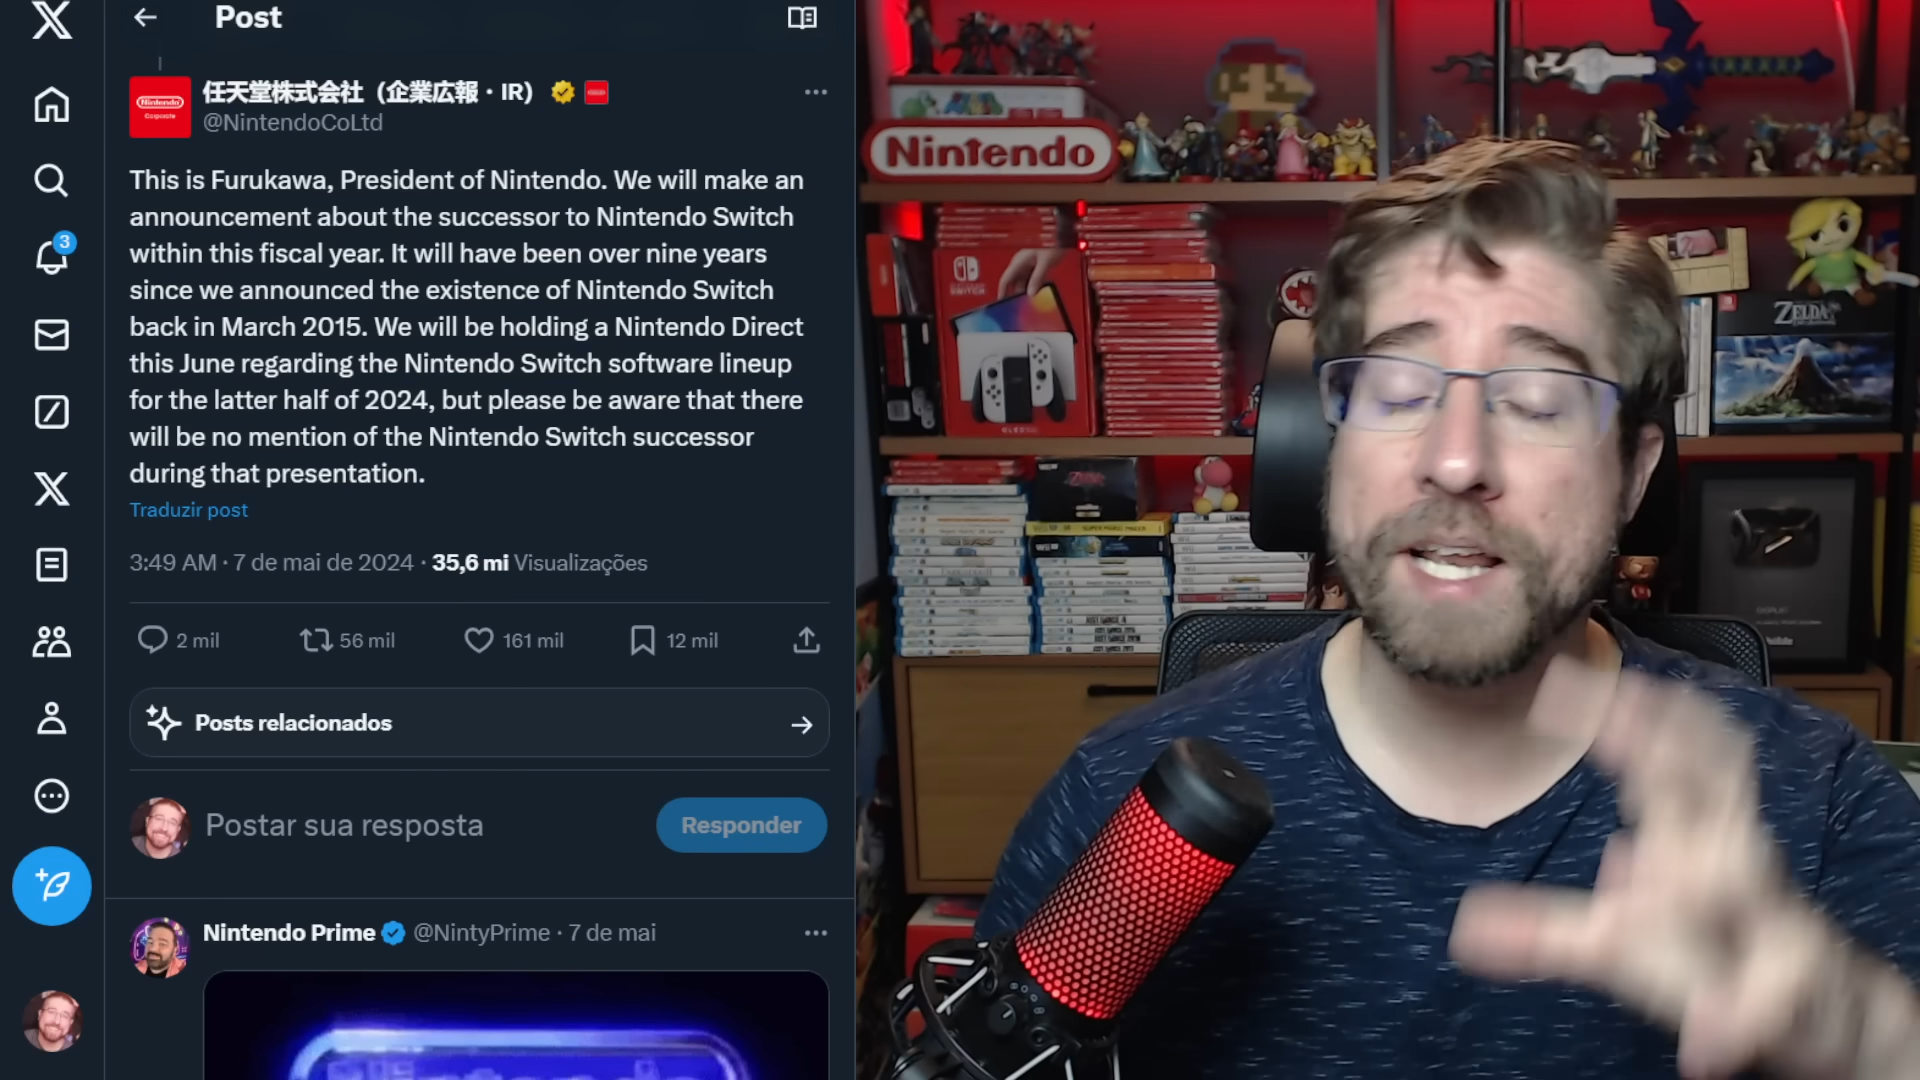 Post
任天堂株式会社（企業広報・IR）
@NintendoCoLtd
This is Furukawa, President of Nintendo. We will make an
announcement about the successor to Nintendo Switch
within this fiscal year. It will have been over nine years
since we announced the existence of Nintendo Switch
back in March 2015. We will be holding a Nintendo Direct
this June regarding the Nintendo Switch software lineup
for the latter half of 2024, but please be aware that there
will be no mention of the Nintendo Switch successor
during that presentation.
Traduzir post
3:49 AM · 7 de mai de 2024 · 35,6 mi Visualizações
2 mil 56 mil 161 mil 12 mil
Posts relacionados
Postar sua resposta
Responder
Nintendo Prime @NintyPrime · 7 de mai
3
Nintendo
Corporate
Nintendo
ZELDA